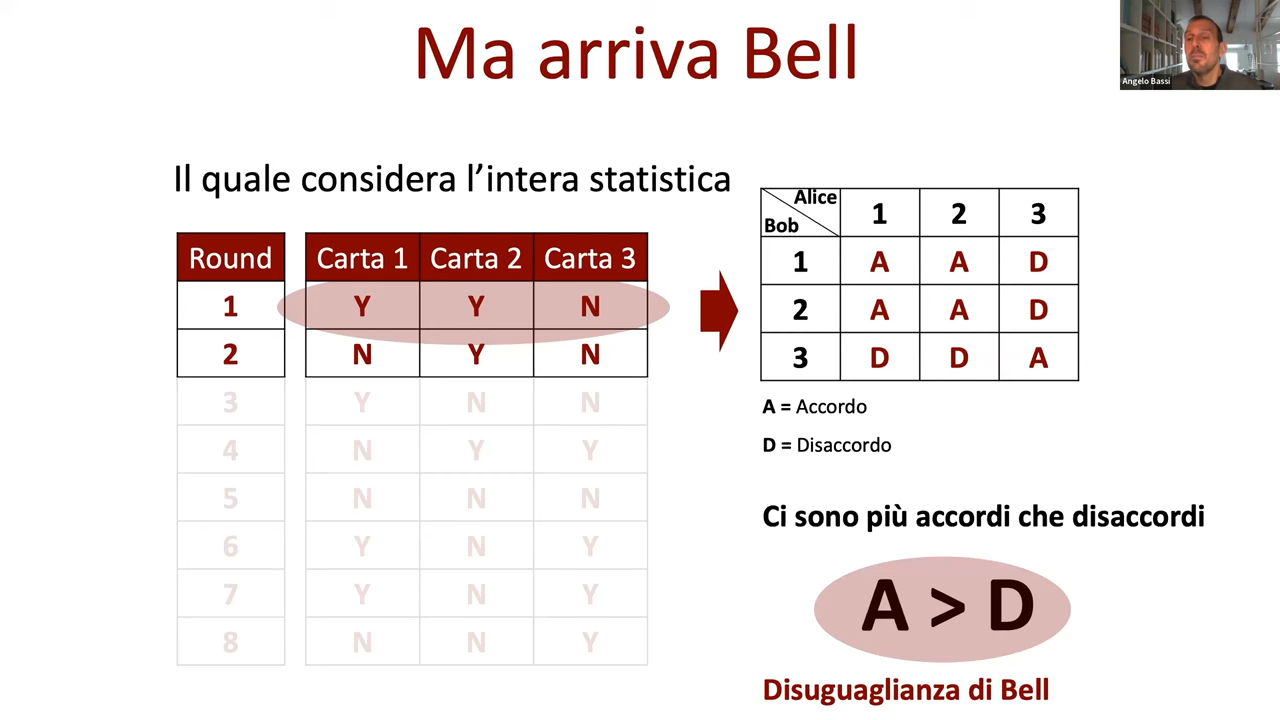 Ma arriva Bell
Angelo Bassi
Il quale considera l'intera statistica
Round Carta 1 Carta 2 Carta 3
1 Y Y N
2 N Y N
3 Y N N
4 N Y Y
5 N N N
6 Y N Y
7 Y N Y
8 N N Y
Alice
Bob
1 2 3
1 A A D
2 A A D
3 D D A
A = Accordo
D = Disaccordo
Ci sono più accordi che disaccordi
A > D
Disuguaglianza di Bell